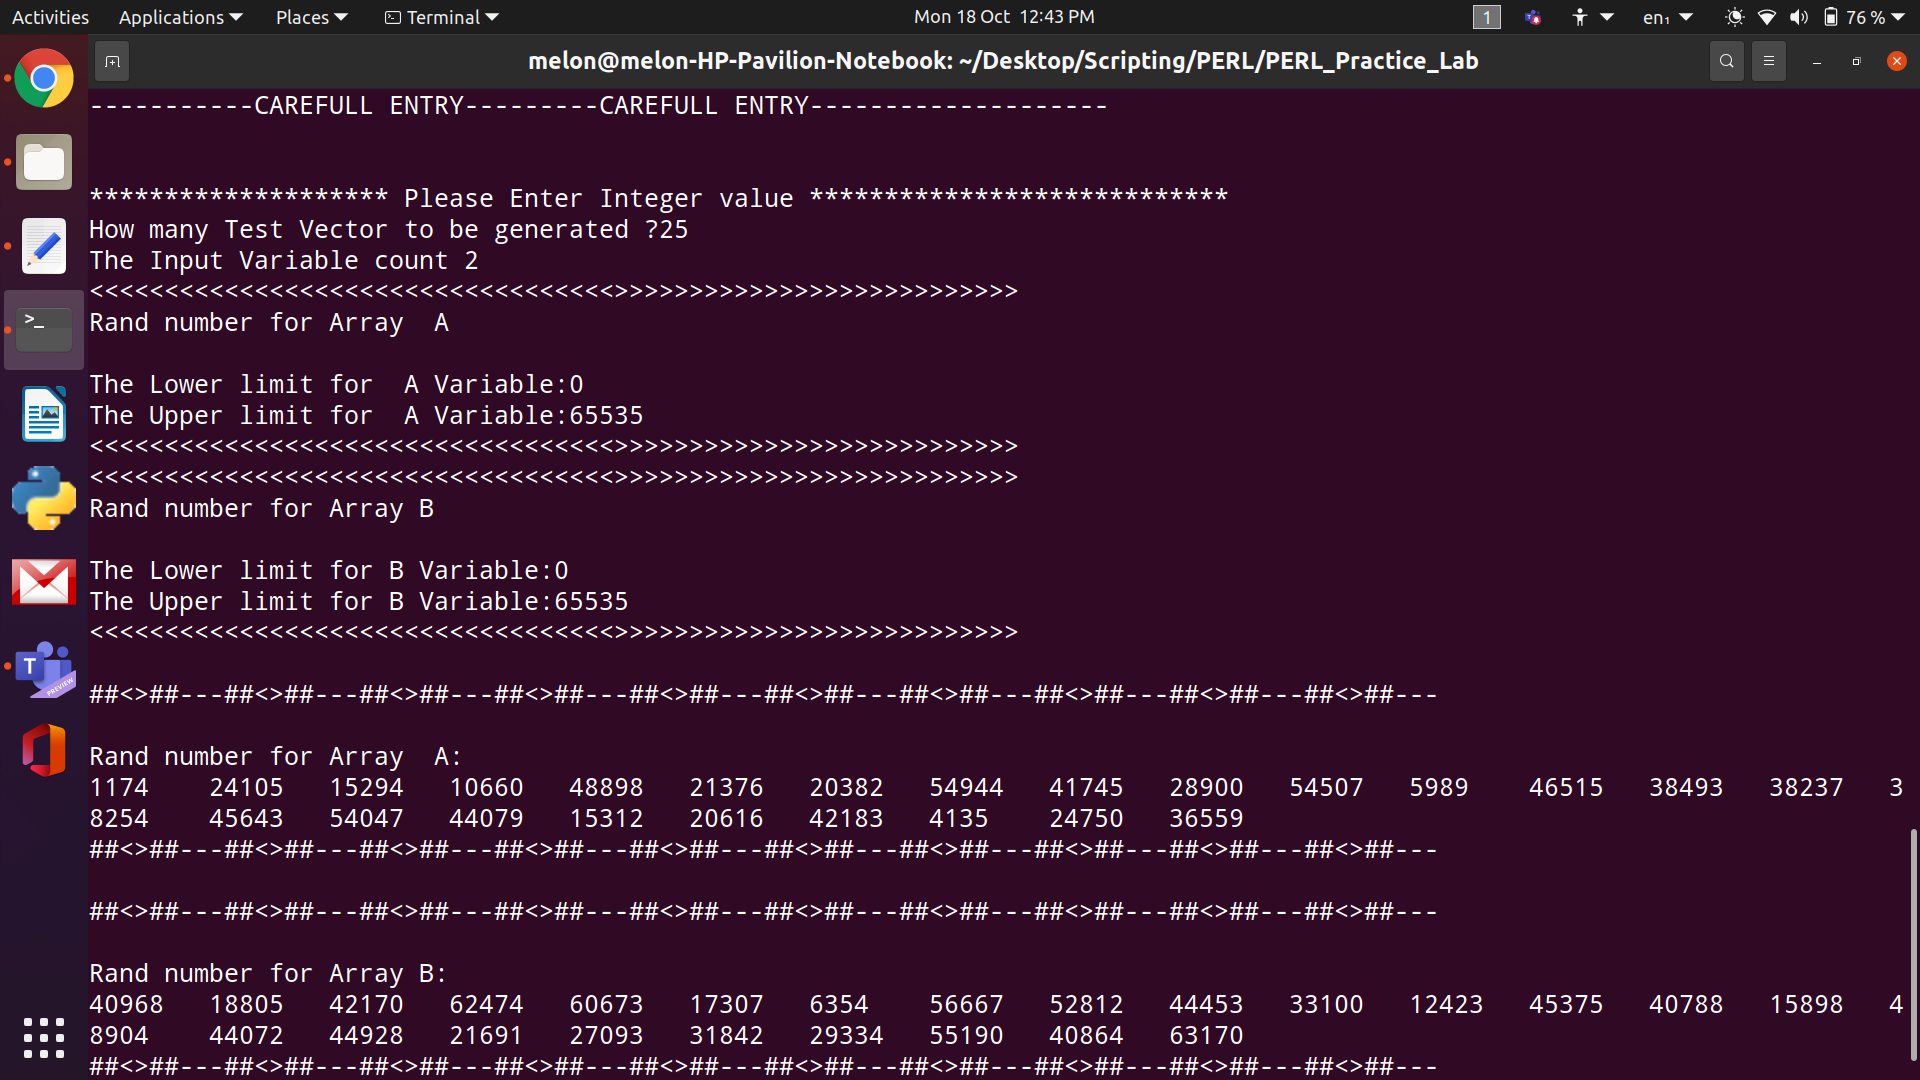 Activities Applications Places Terminal Mon 18 Oct 12:43 PM 1 en₁ 76 %
melon@melon-HP-Pavilion-Notebook: ~/Desktop/Scripting/PERL/PERL_Practice_Lab
-----------CAREFULL ENTRY---------CAREFULL ENTRY--------------------
******************** Please Enter Integer value ****************************
How many Test Vector to be generated ?25
The Input Variable count 2
<<<<<<<<<<<<<<<<<<<<<<<<<<<<<<<<<<<>>>>>>>>>>>>>>>>>>>>>>>>>>>
Rand number for Array  A
The Lower limit for  A Variable:0
The Upper limit for  A Variable:65535
<<<<<<<<<<<<<<<<<<<<<<<<<<<<<<<<<<<>>>>>>>>>>>>>>>>>>>>>>>>>>>
<<<<<<<<<<<<<<<<<<<<<<<<<<<<<<<<<<<>>>>>>>>>>>>>>>>>>>>>>>>>>>
Rand number for Array B
The Lower limit for B Variable:0
The Upper limit for B Variable:65535
<<<<<<<<<<<<<<<<<<<<<<<<<<<<<<<<<<<>>>>>>>>>>>>>>>>>>>>>>>>>>>
##<>##---##<>##---##<>##---##<>##---##<>##---##<>##---##<>##---##<>##---##<>##---##<>##---
Rand number for Array  A:
1174    24105   15294   10660   48898   21376   20382   54944   41745   28900   54507   5989    46515   38493   38237   3
8254    45643   54047   44079   15312   20616   42183   4135    24750   36559
##<>##---##<>##---##<>##---##<>##---##<>##---##<>##---##<>##---##<>##---##<>##---##<>##---
##<>##---##<>##---##<>##---##<>##---##<>##---##<>##---##<>##---##<>##---##<>##---##<>##---
Rand number for Array B:
40968   18805   42170   62474   60673   17307   6354    56667   52812   44453   33100   12423   45375   40788   15898   4
8904    44072   44928   21691   27093   31842   29334   55190   40864   63170
##<>##---##<>##---##<>##---##<>##---##<>##---##<>##---##<>##---##<>##---##<>##---##<>##---
>_
T
PREVIEW